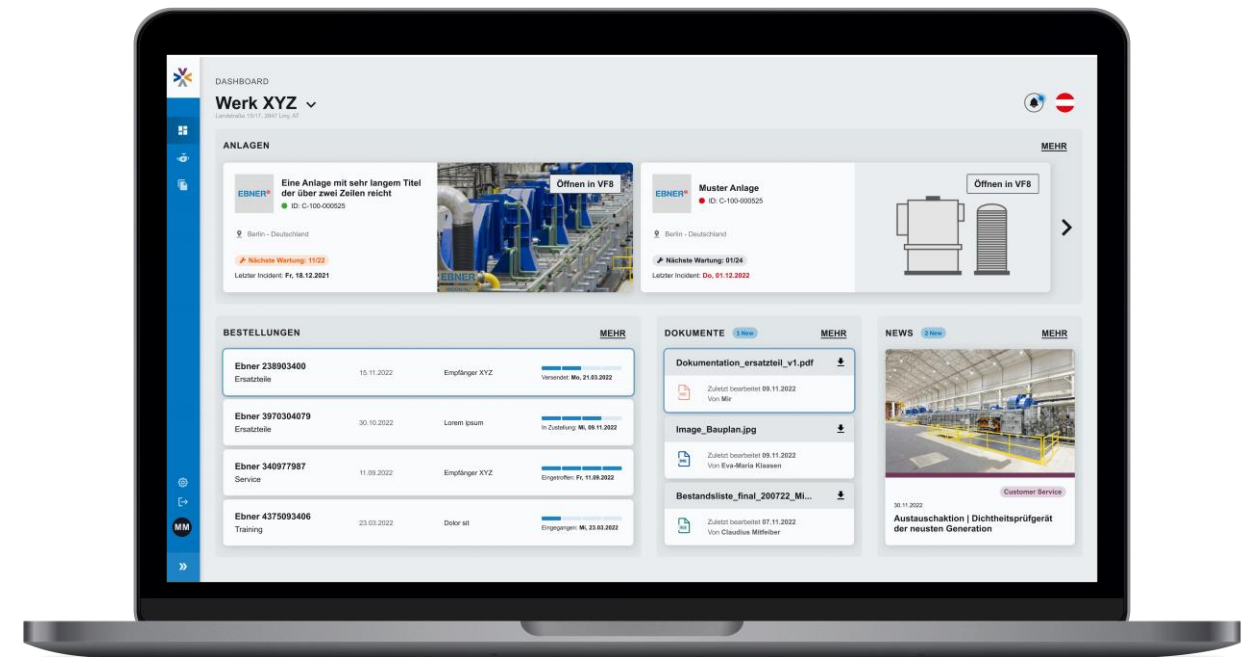 DASHBOARD
Werk XYZ
Landstraße 15/17, 2847 Liny, AT
ANLAGEN
MEHR
EBNER®
Eine Anlage mit sehr langem Titel
der über zwei Zeilen reicht
ID: C-100-000525
Berlin - Deutschland
Nächste Wartung: 11/22
Letzter Incident: Fr, 18.12.2021
Öffnen in VF8
EBNER
EBNER®
Muster Anlage
ID: C-100-000525
Berlin - Deutschland
Nächste Wartung: 01/24
Letzter Incident: Do, 01.12.2022
Öffnen in VF8
BESTELLUNGEN
MEHR
Ebner 238903400
Ersatzteile
15.11.2022
Empfänger XYZ
Versendet: Mo, 21.03.2022
Ebner 3970304079
Ersatzteile
30.10.2022
Lorem ipsum
In Zustellung: Mi, 09.11.2022
Ebner 340977987
Service
11.09.2022
Empfänger XYZ
Eingetroffen: Fr, 11.09.2022
Ebner 4375093406
Training
23.03.2022
Dolor sit
Eingegangen: Mi, 23.03.2022
DOKUMENTE
1 New
MEHR
Dokumentation_ersatzteil_v1.pdf
Zuletzt bearbeitet 09.11.2022
Von Mir
Image_Bauplan.jpg
Zuletzt bearbeitet 09.11.2022
Von Eva-Maria Klaasen
Bestandsliste_final_200722_Mi...
Zuletzt bearbeitet 07.11.2022
Von Claudius Mitfeiber
NEWS
2 New
MEHR
Customer Service
30.11.2022
Austauschaktion | Dichtheitsprüfgerät
der neusten Generation
MM